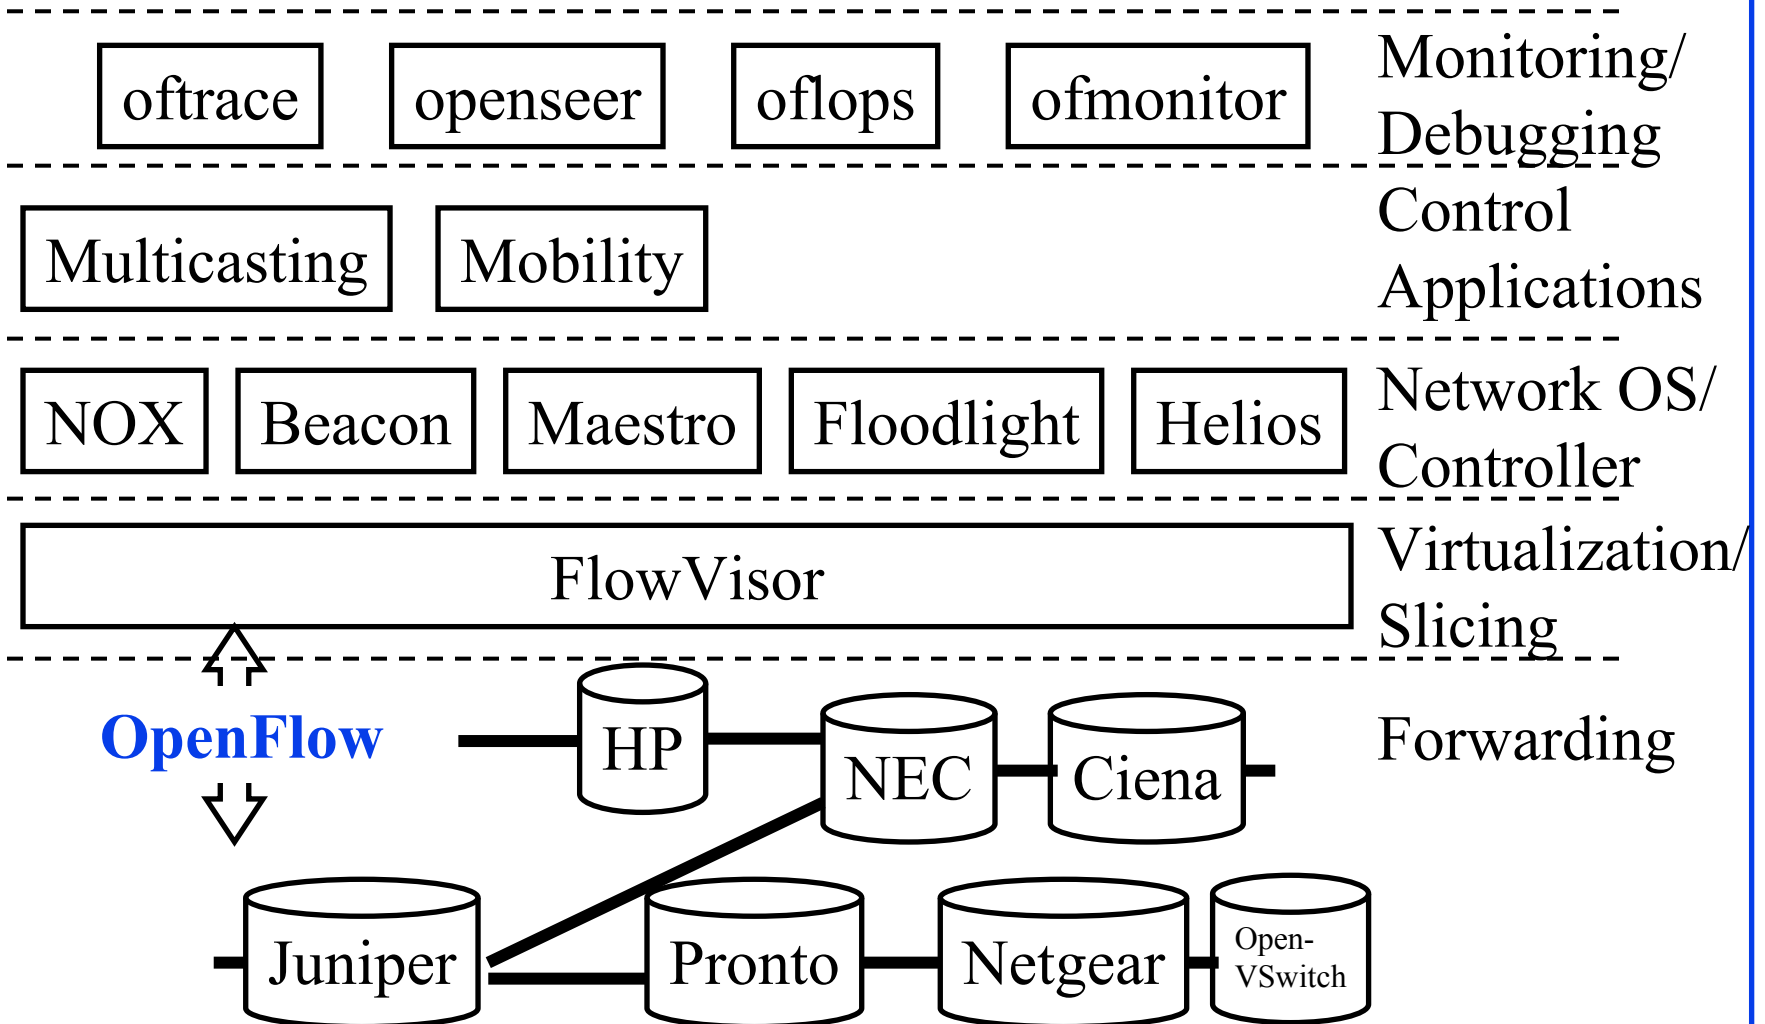 oftrace openseer oflops ofmonitor
Monitoring/
Debugging
Multicasting Mobility
Control
Applications
NOX Beacon Maestro Floodlight Helios
Network OS/
Controller
FlowVisor
Virtualization/
Slicing
OpenFlow
HP NEC Ciena
Forwarding
Juniper Pronto Netgear
Open-
VSwitch